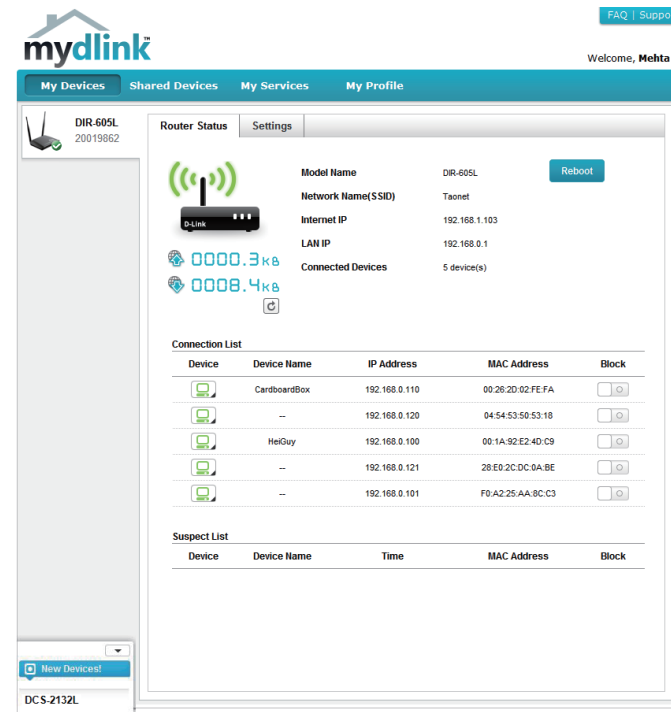 FAQ | Suppo
mydlink™
Welcome, Mehta
My Devices Shared Devices My Services My Profile
DIR-605L
20019862
Router Status Settings
Model Name DIR-605L Reboot
Network Name(SSID) Taonet
Internet IP 192.168.1.103
LAN IP 192.168.0.1
Connected Devices 5 device(s)
D-Link
0000.3KB
0008.4KB
Connection List
Device Device Name IP Address MAC Address Block
CardboardBox 192.168.0.110 00:26:2D:02:FE:FA
-- 192.168.0.120 04:54:53:50:53:18
HeiGuy 192.168.0.100 00:1A:92:E2:4D:C9
-- 192.168.0.121 28:E0:2C:DC:0A:BE
-- 192.168.0.101 F0:A2:25:AA:8C:C3
Suspect List
Device Device Name Time MAC Address Block
New Devices!
DCS-2132L